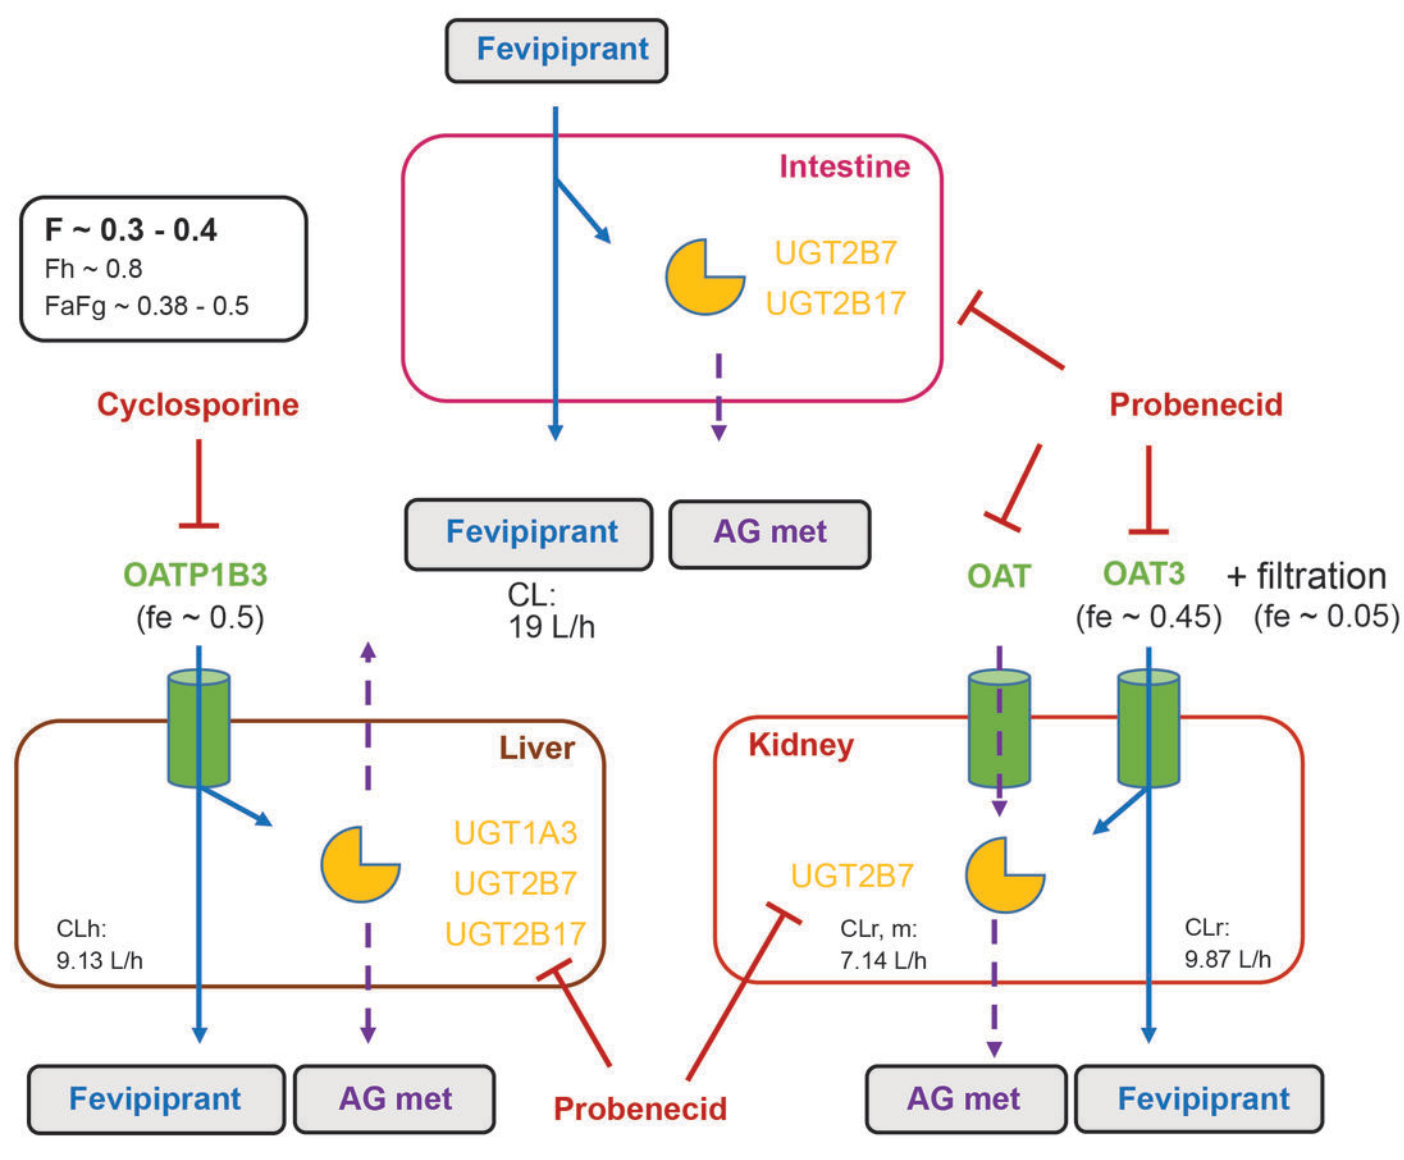 Fevipiprant
Intestine
UGT2B7
UGT2B17
F ~ 0.3 - 0.4
Fh ~ 0.8
FaFg ~ 0.38 - 0.5
Cyclosporine
Probenecid
Fevipiprant
AG met
CL:
19 L/h
OATP1B3
(fe ~ 0.5)
OAT
OAT3
(fe ~ 0.45)
+ filtration
(fe ~ 0.05)
Liver
UGT1A3
UGT2B7
UGT2B17
CLh:
9.13 L/h
Kidney
UGT2B7
CLr, m:
7.14 L/h
CLr:
9.87 L/h
Fevipiprant
AG met
Probenecid
AG met
Fevipiprant